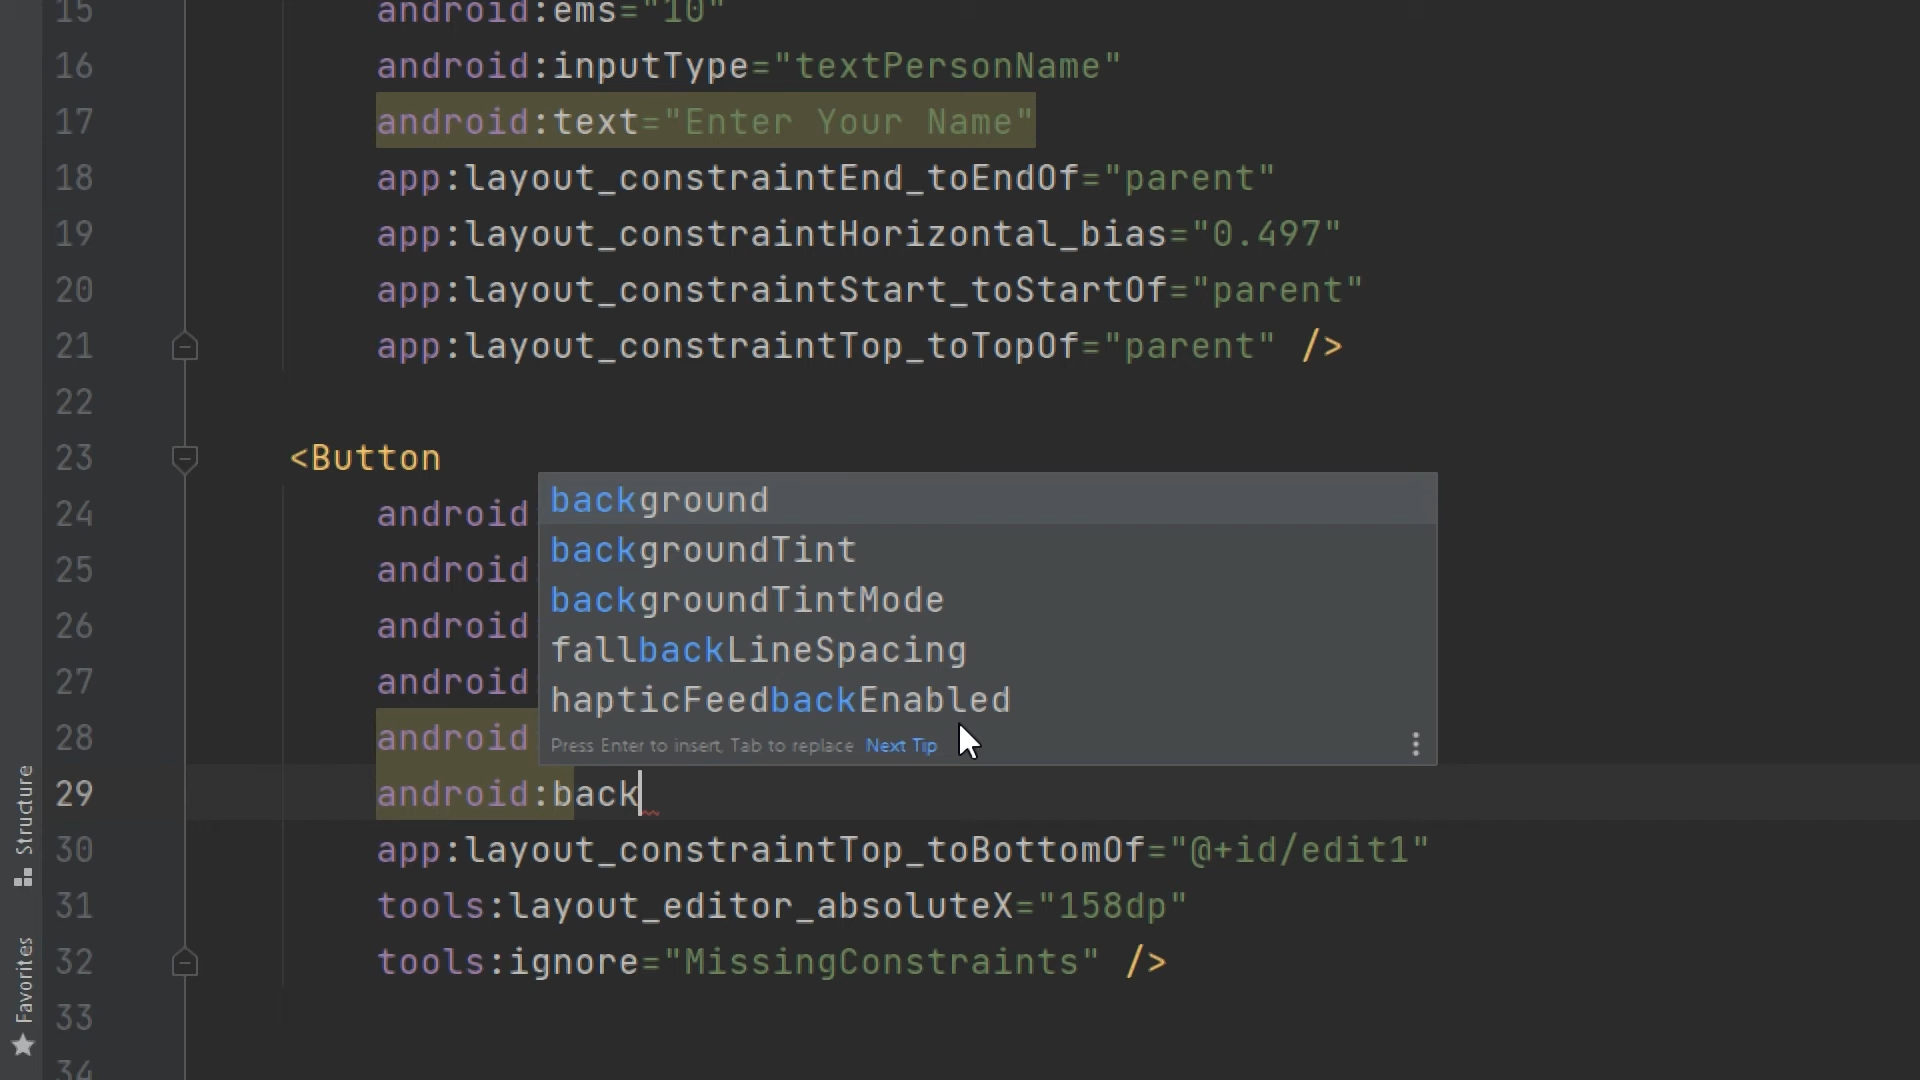 15 android:ems="10"
16 android:inputType="textPersonName"
17 android:text="Enter Your Name"
18 app:layout_constraintEnd_toEndOf="parent"
19 app:layout_constraintHorizontal_bias="0.497"
20 app:layout_constraintStart_toStartOf="parent"
21 app:layout_constraintTop_toTopOf="parent" />
22
23 <Button
24 android:
25 android:
26 android:
27 android:
28 android:
background
backgroundTint
backgroundTintMode
fallbackLineSpacing
hapticFeedbackEnabled
Press Enter to insert, Tab to replace Next Tip
29 android:back
30 app:layout_constraintTop_toBottomOf="@+id/edit1"
31 tools:layout_editor_absoluteX="158dp"
32 tools:ignore="MissingConstraints" />
33
34
Structure
Favorites